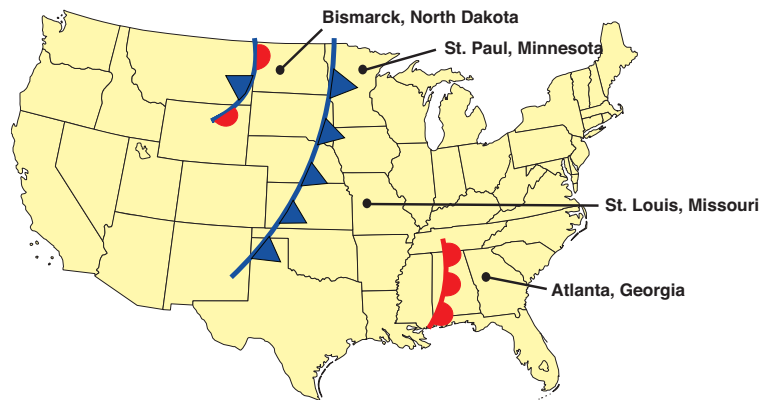 Bismarck, North Dakota
St. Paul, Minnesota
St. Louis, Missouri
Atlanta, Georgia